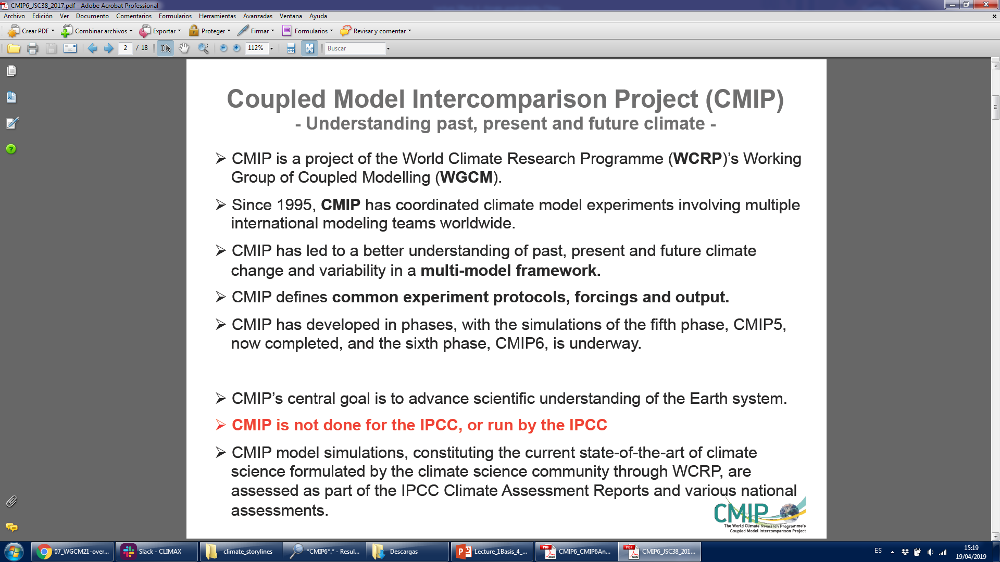 CMIP6_JSC38_2017.pdf - Adobe Acrobat Professional
Archivo Edición Ver Documento Comentarios Formularios Herramientas Avanzadas Ventana Ayuda
Crear PDF Combinar archivos Exportar Proteger Firmar Formularios Revisar y comentar
2 / 18 112% Buscar
Coupled Model Intercomparison Project (CMIP)
- Understanding past, present and future climate -
➢ CMIP is a project of the World Climate Research Programme (WCRP)’s Working
Group of Coupled Modelling (WGCM).
➢ Since 1995, CMIP has coordinated climate model experiments involving multiple
international modeling teams worldwide.
➢ CMIP has led to a better understanding of past, present and future climate
change and variability in a multi-model framework.
➢ CMIP defines common experiment protocols, forcings and output.
➢ CMIP has developed in phases, with the simulations of the fifth phase, CMIP5,
now completed, and the sixth phase, CMIP6, is underway.
➢ CMIP’s central goal is to advance scientific understanding of the Earth system.
➢ CMIP is not done for the IPCC, or run by the IPCC
➢ CMIP model simulations, constituting the current state-of-the-art of climate
science formulated by the climate science community through WCRP, are
assessed as part of the IPCC Climate Assessment Reports and various national
assessments.
CMIP
The World Climate Research Programme's
Coupled Model Intercomparison Project
07_WGCM21-over... Slack - CLIMAX climate_storylines *CMIP6*.* - Resul... Descargas Lecture_1Basis_4_... CMIP6_CMIP6An... CMIP6_JSC38_201... ES 15:19
19/04/2019